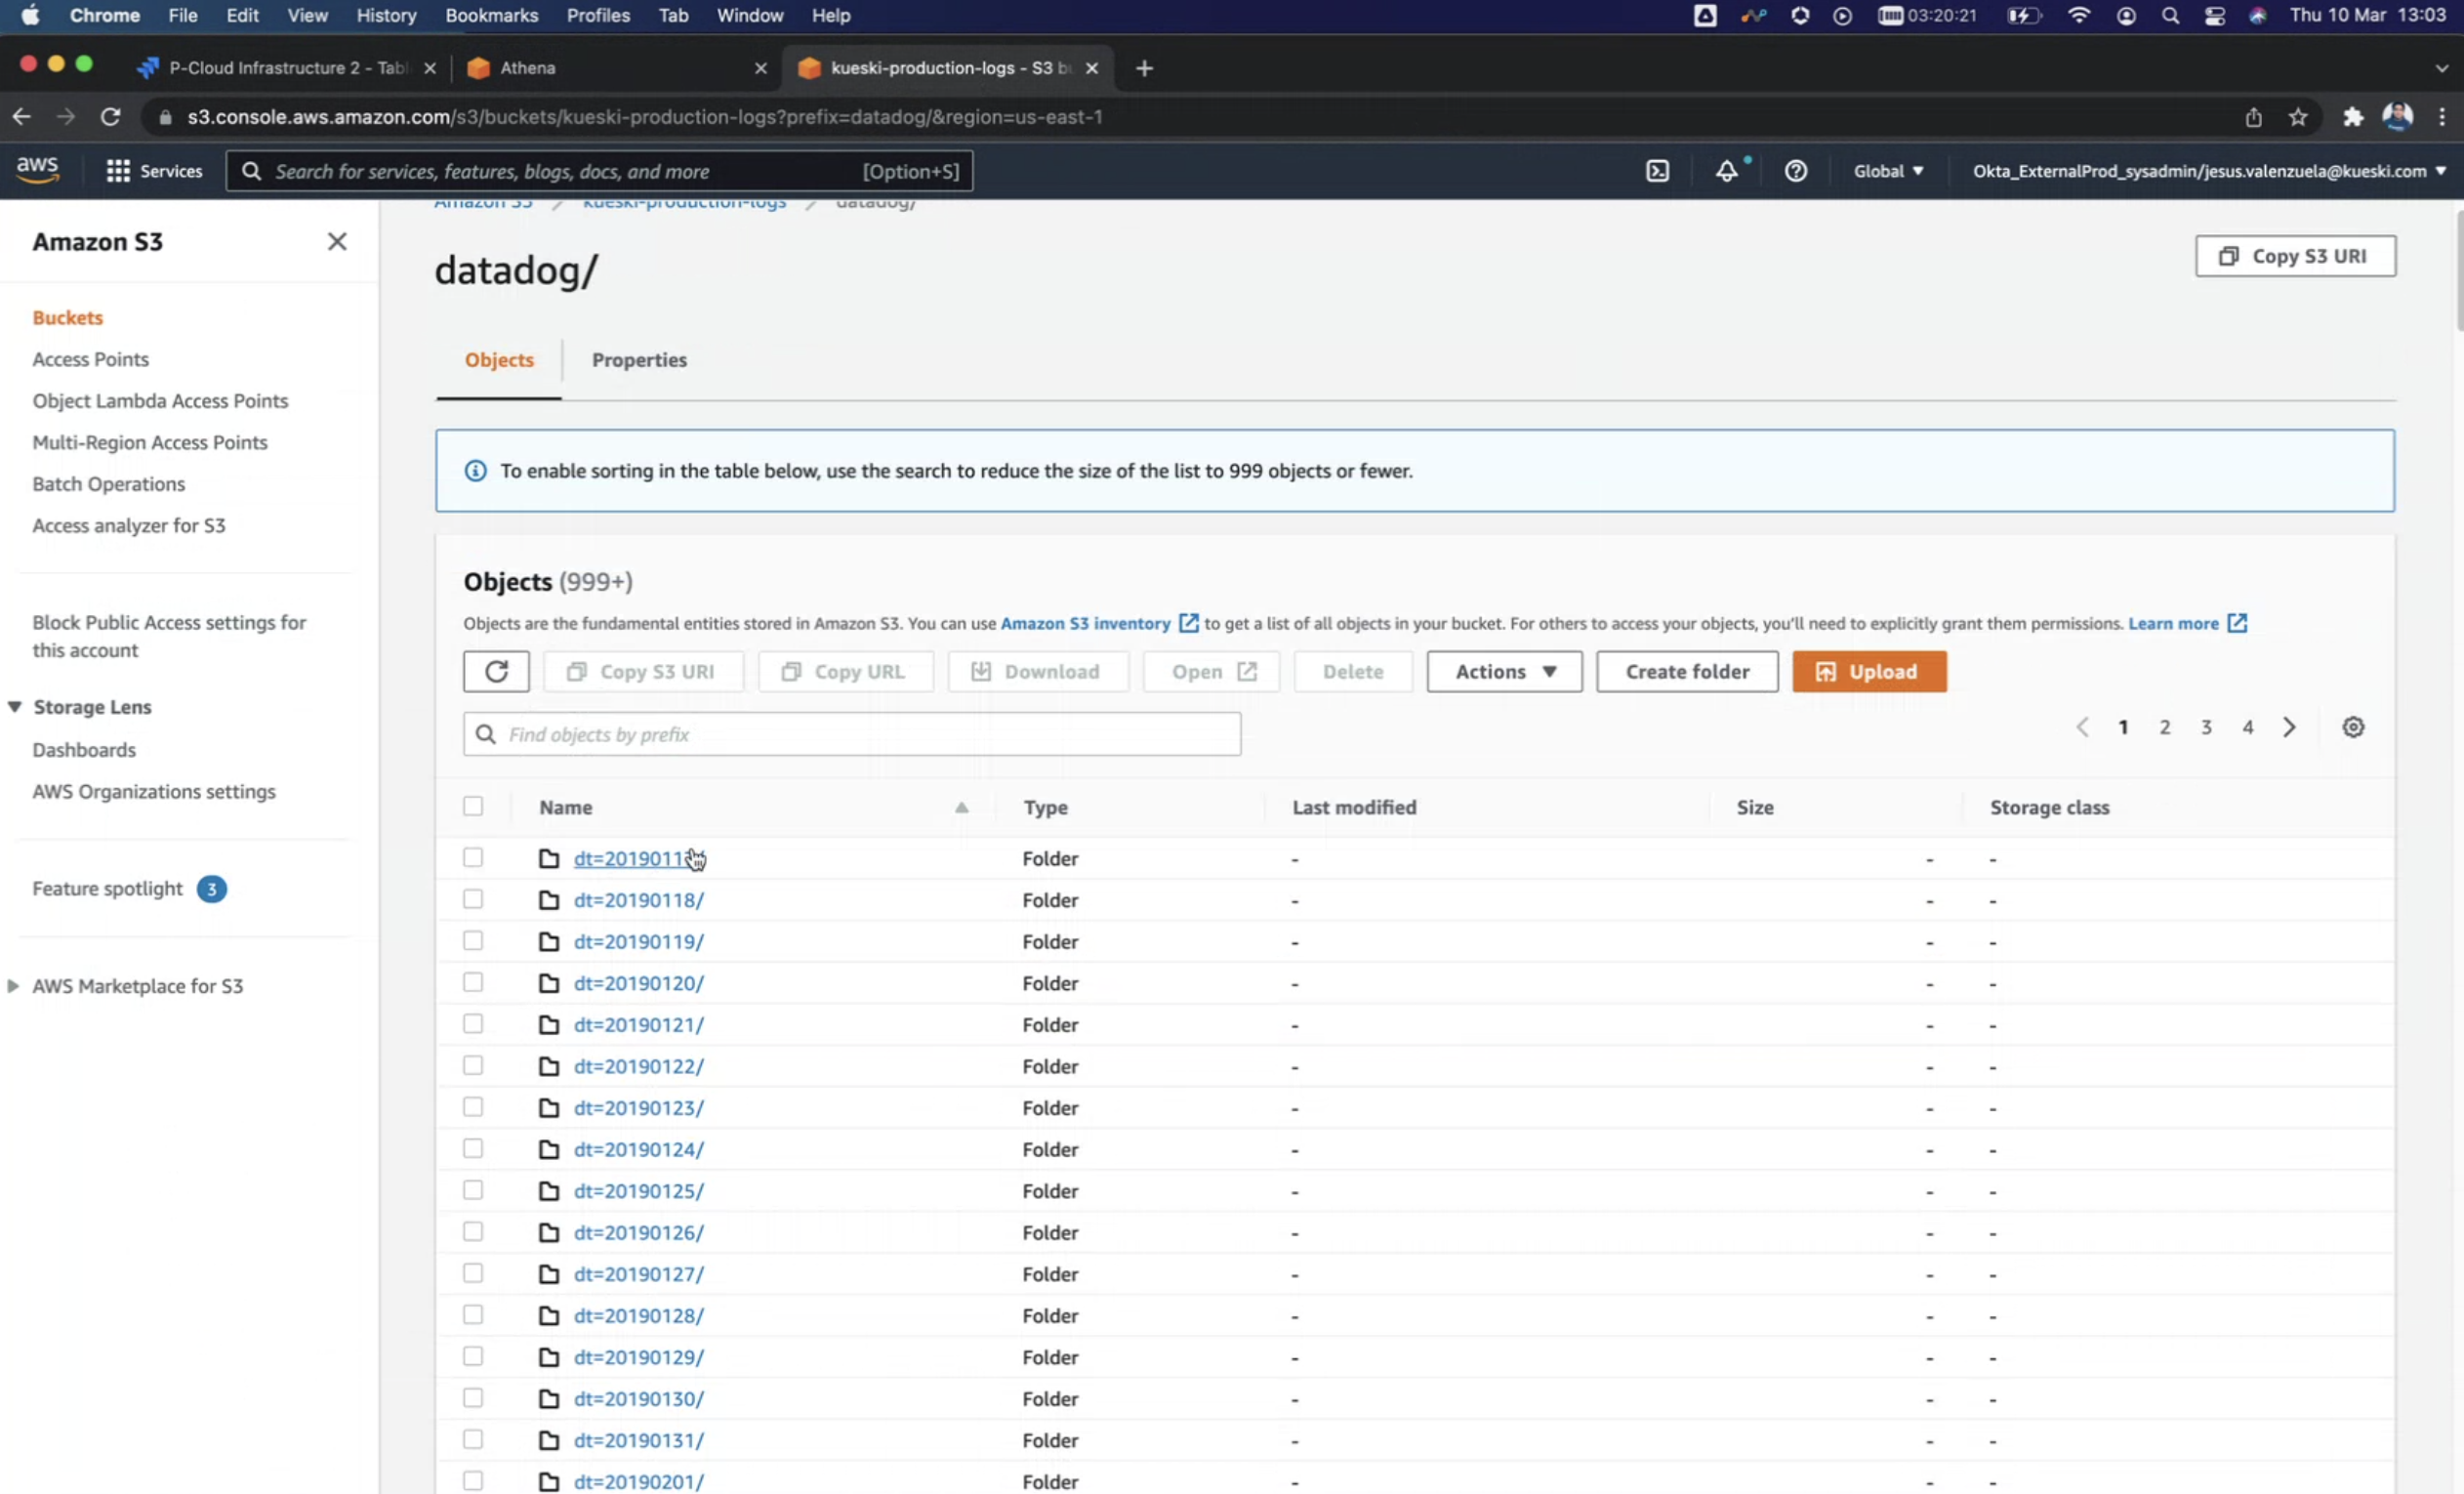 Chrome File Edit View History Bookmarks Profiles Tab Window Help 03:20:21 Thu 10 Mar 13:03
P-Cloud Infrastructure 2 - Tabl Athena kueski-production-logs - S3 b
s3.console.aws.amazon.com/s3/buckets/kueski-production-logs?prefix=datadog/&region=us-east-1
aws Services Search for services, features, blogs, docs, and more [Option+S] Global Okta_ExternalProd_sysadmin/jesus.valenzuela@kueski.com
Amazon S3 kueski-production-logs datadog/
Amazon S3
Buckets
Access Points
Object Lambda Access Points
Multi-Region Access Points
Batch Operations
Access analyzer for S3
Block Public Access settings for
this account
Storage Lens
Dashboards
AWS Organizations settings
Feature spotlight 3
AWS Marketplace for S3
datadog/
Copy S3 URI
Objects Properties
To enable sorting in the table below, use the search to reduce the size of the list to 999 objects or fewer.
Objects (999+)
Objects are the fundamental entities stored in Amazon S3. You can use Amazon S3 inventory to get a list of all objects in your bucket. For others to access your objects, you'll need to explicitly grant them permissions. Learn more
Copy S3 URI Copy URL Download Open Delete Actions Create folder Upload
Find objects by prefix 1 2 3 4
Name Type Last modified Size Storage class
Folder - - -
dt=20190118/ Folder - - -
dt=20190119/ Folder - - -
dt=20190120/ Folder - - -
dt=20190121/ Folder - - -
dt=20190122/ Folder - - -
dt=20190123/ Folder - - -
dt=20190124/ Folder - - -
dt=20190125/ Folder - - -
dt=20190126/ Folder - - -
dt=20190127/ Folder - - -
dt=20190128/ Folder - - -
dt=20190129/ Folder - - -
dt=20190130/ Folder - - -
dt=20190131/ Folder - - -
dt=20190201/ Folder - - -